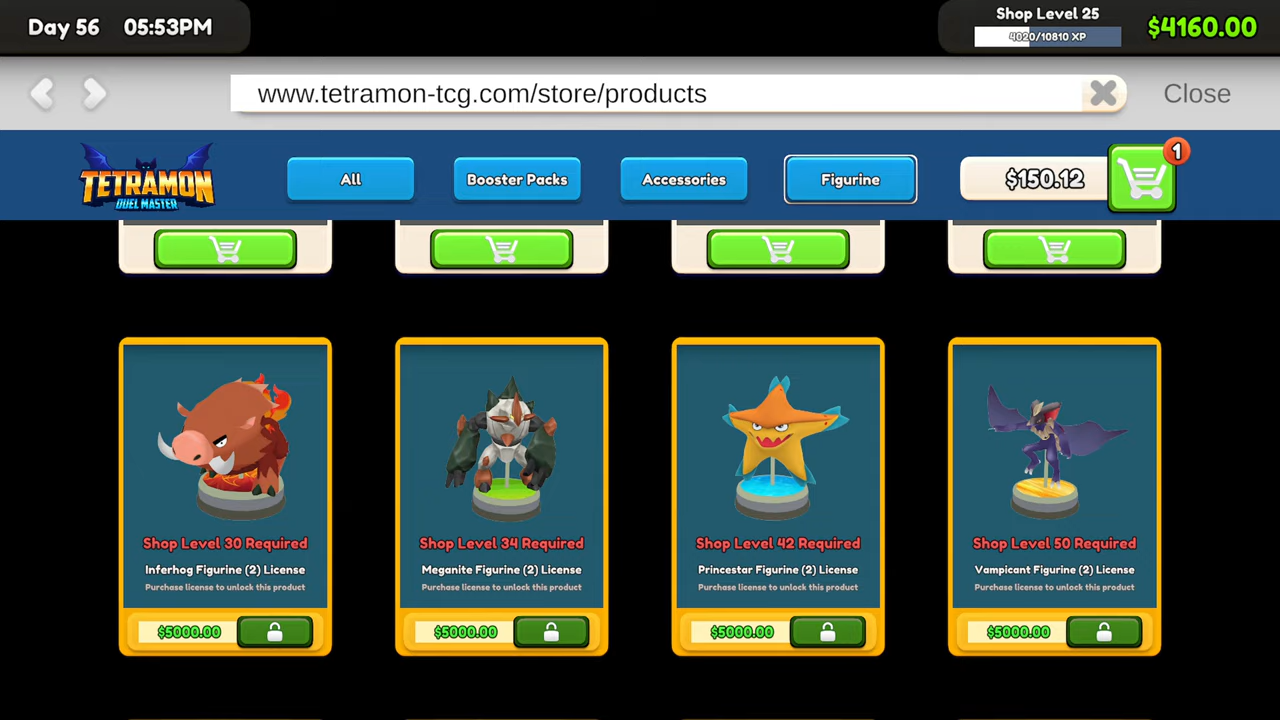 Day 56 05:53PM
Shop Level 25
4020/10810 XP
$4160.00
www.tetramon-tcg.com/store/products
Close
TETRAMON
DUEL MASTER
All
Booster Packs
Accessories
Figurine
$150.12
1
Shop Level 30 Required
Inferhog Figurine (2) License
Purchase license to unlock this product
$5000.00
Shop Level 34 Required
Meganite Figurine (2) License
Purchase license to unlock this product
$5000.00
Shop Level 42 Required
Princestar Figurine (2) License
Purchase license to unlock this product
$5000.00
Shop Level 50 Required
Vampicant Figurine (2) License
Purchase license to unlock this product
$5000.00